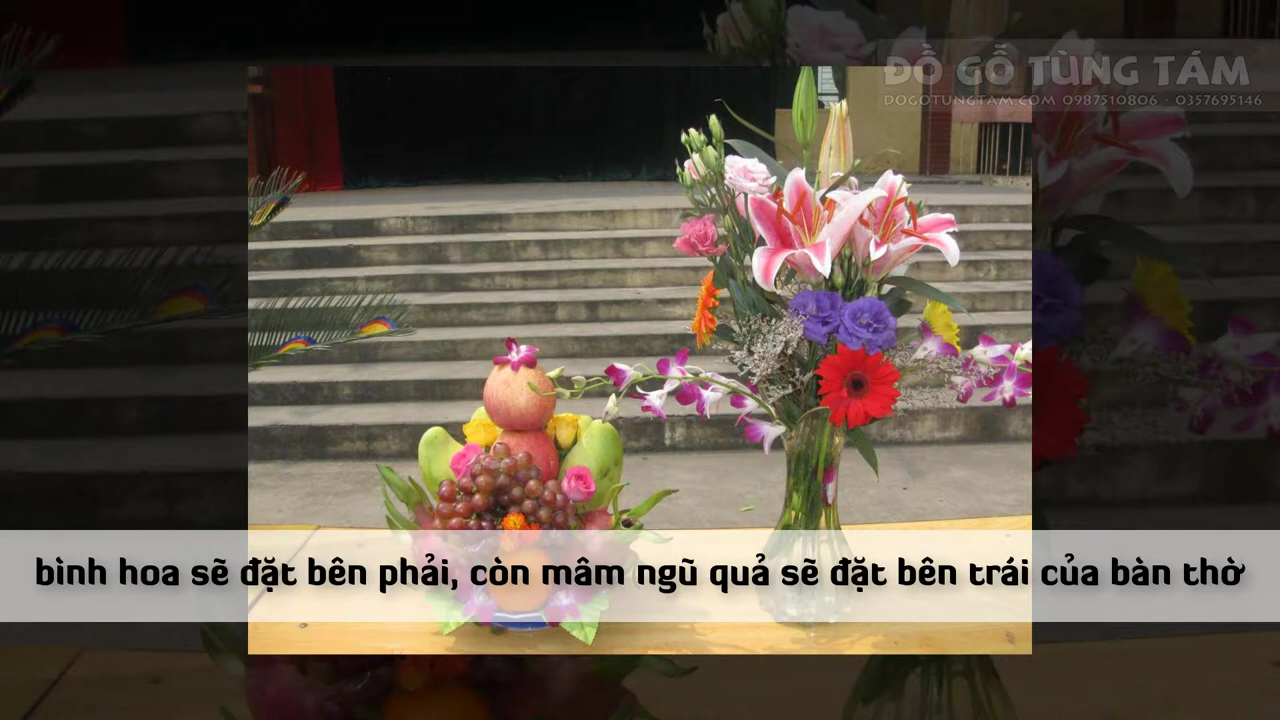 ĐỒ GỖ TÙNG TÁM
DOGOTUNGTAM.COM 0987510806 - 0357695146
bình hoa sẽ đặt bên phải, còn mâm ngũ quả sẽ đặt bên trái của bàn thờ